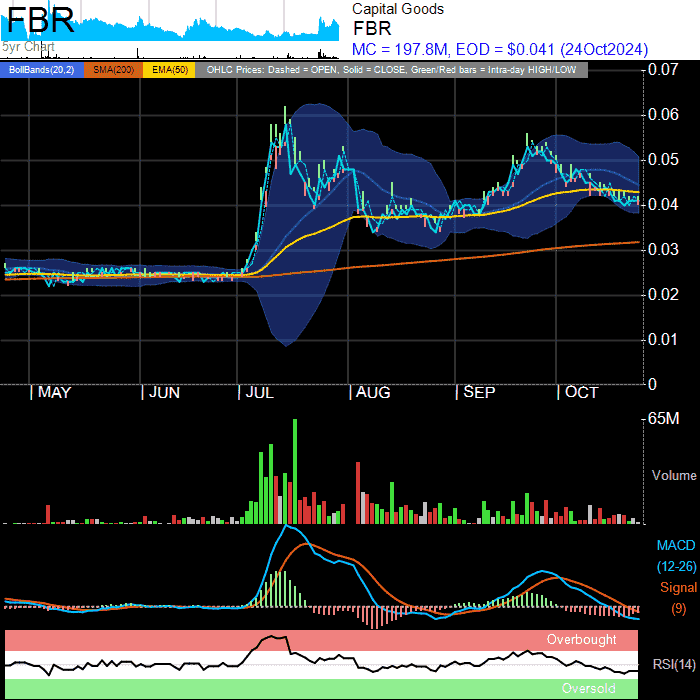 FBR
5yr Chart
Capital Goods
FBR
MC = 197.8M, EOD = $0.041 (24Oct2024)
BollBands(20,2) SMA(200) EMA(50) OHLC Prices: Dashed = OPEN, Solid = CLOSE, Green/Red bars = Intra-day HIGH/LOW
0.07
0.06
0.05
0.04
0.03
0.02
0.01
0
MAY JUN JUL AUG SEP OCT
65M
Volume
MACD
(12-26)
Signal
(9)
Overbought
RSI(14)
Oversold